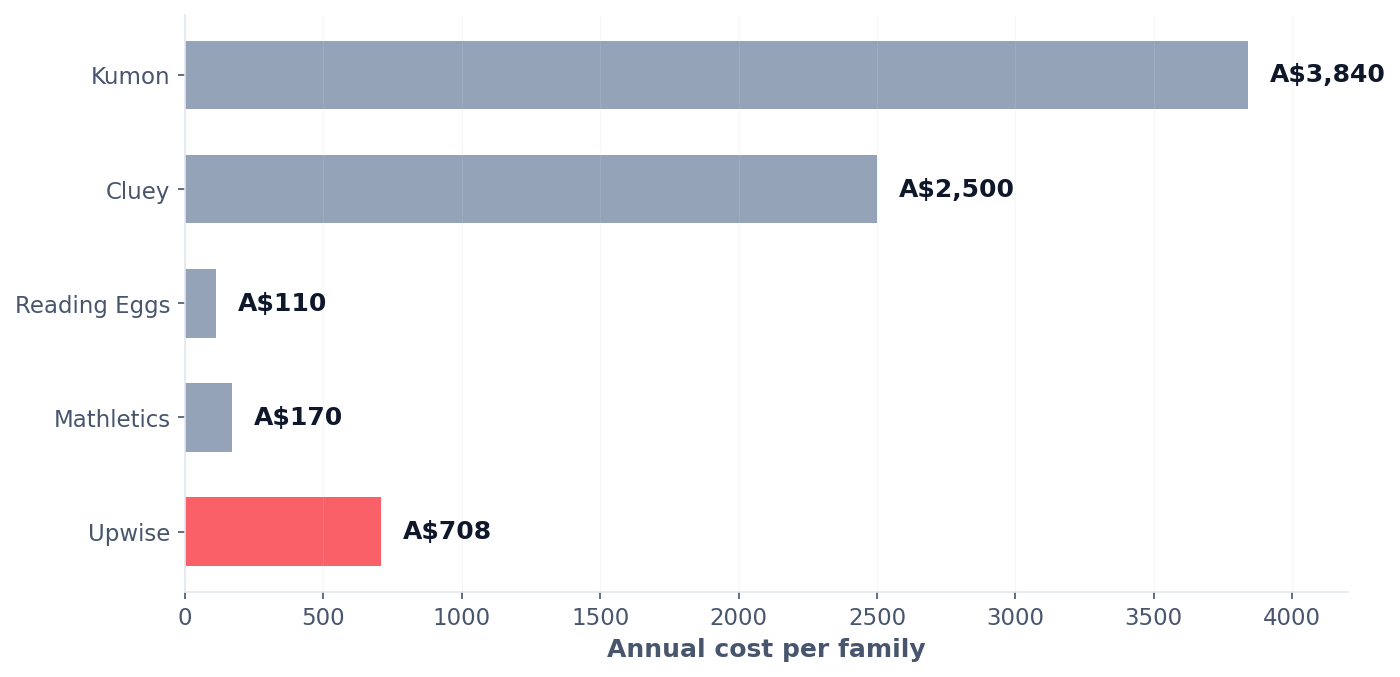 Kumon A$3,840
Cluey A$2,500
Reading Eggs A$110
Mathletics A$170
Upwise A$708
0 500 1000 1500 2000 2500 3000 3500 4000
Annual cost per family